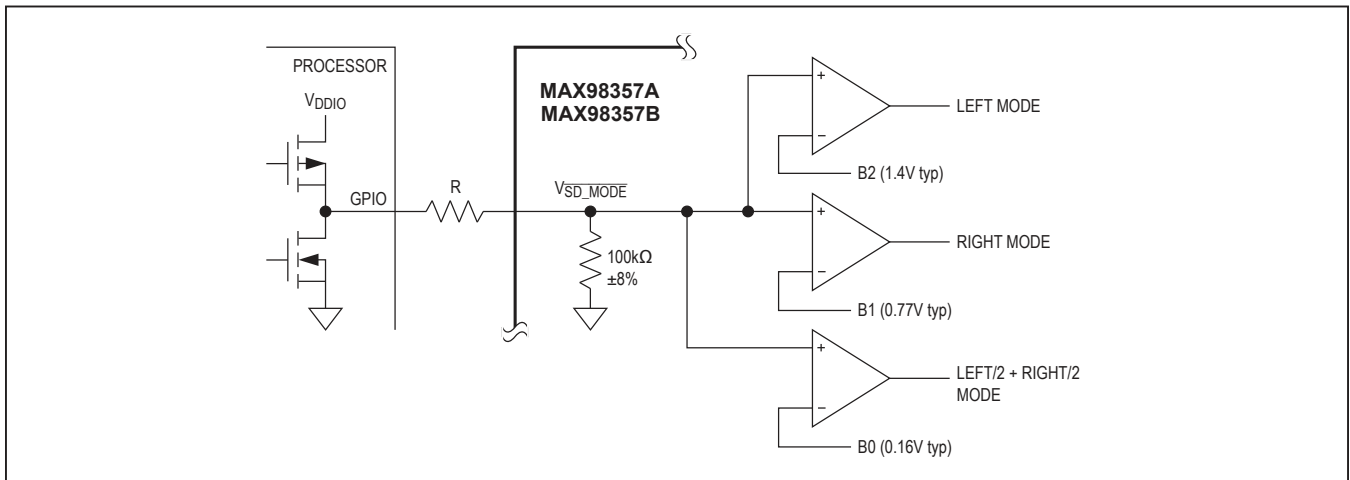 PROCESSOR
VDDIO
GPIO
R
MAX98357A
MAX98357B
VSD_MODE
100kΩ
±8%
+
−
LEFT MODE
B2 (1.4V typ)
+
−
RIGHT MODE
B1 (0.77V typ)
+
−
LEFT/2 + RIGHT/2
MODE
B0 (0.16V typ)